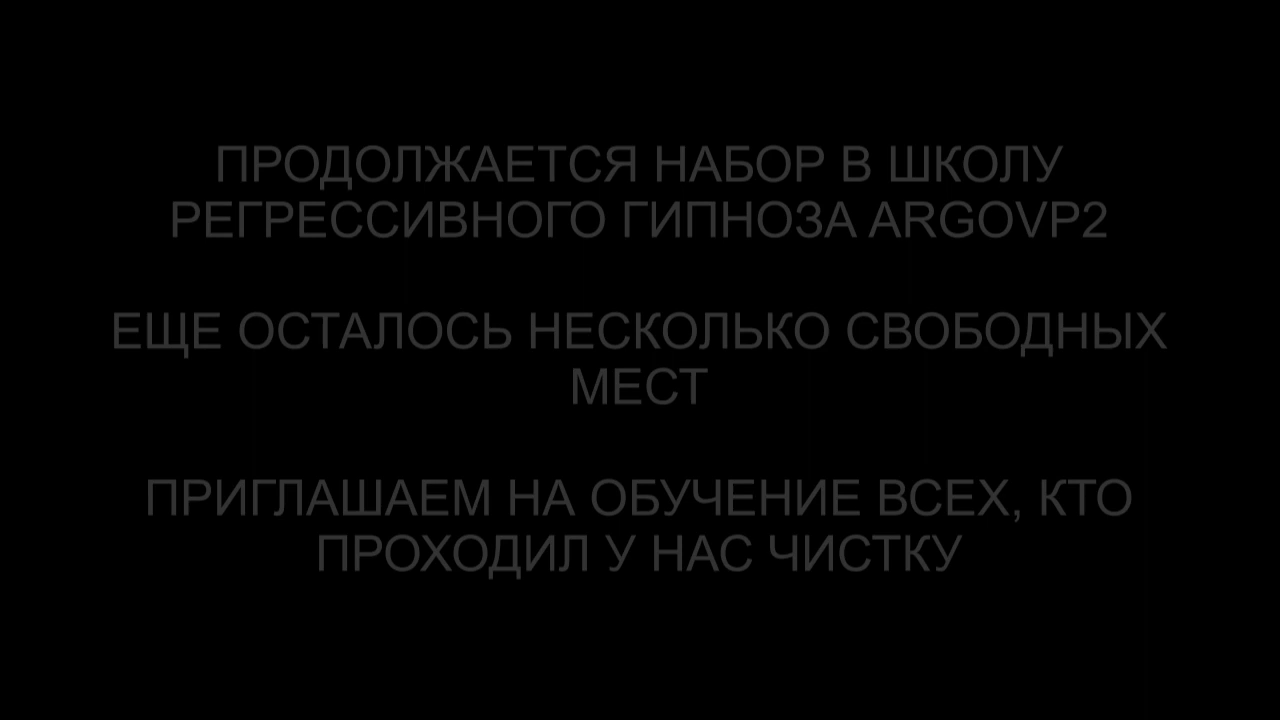 ПРОДОЛЖАЕТСЯ НАБОР В ШКОЛУ
РЕГРЕССИВНОГО ГИПНОЗА ARGOVP2
ЕЩЕ ОСТАЛОСЬ НЕСКОЛЬКО СВОБОДНЫХ
МЕСТ
ПРИГЛАШАЕМ НА ОБУЧЕНИЕ ВСЕХ, КТО
ПРОХОДИЛ У НАС ЧИСТКУ